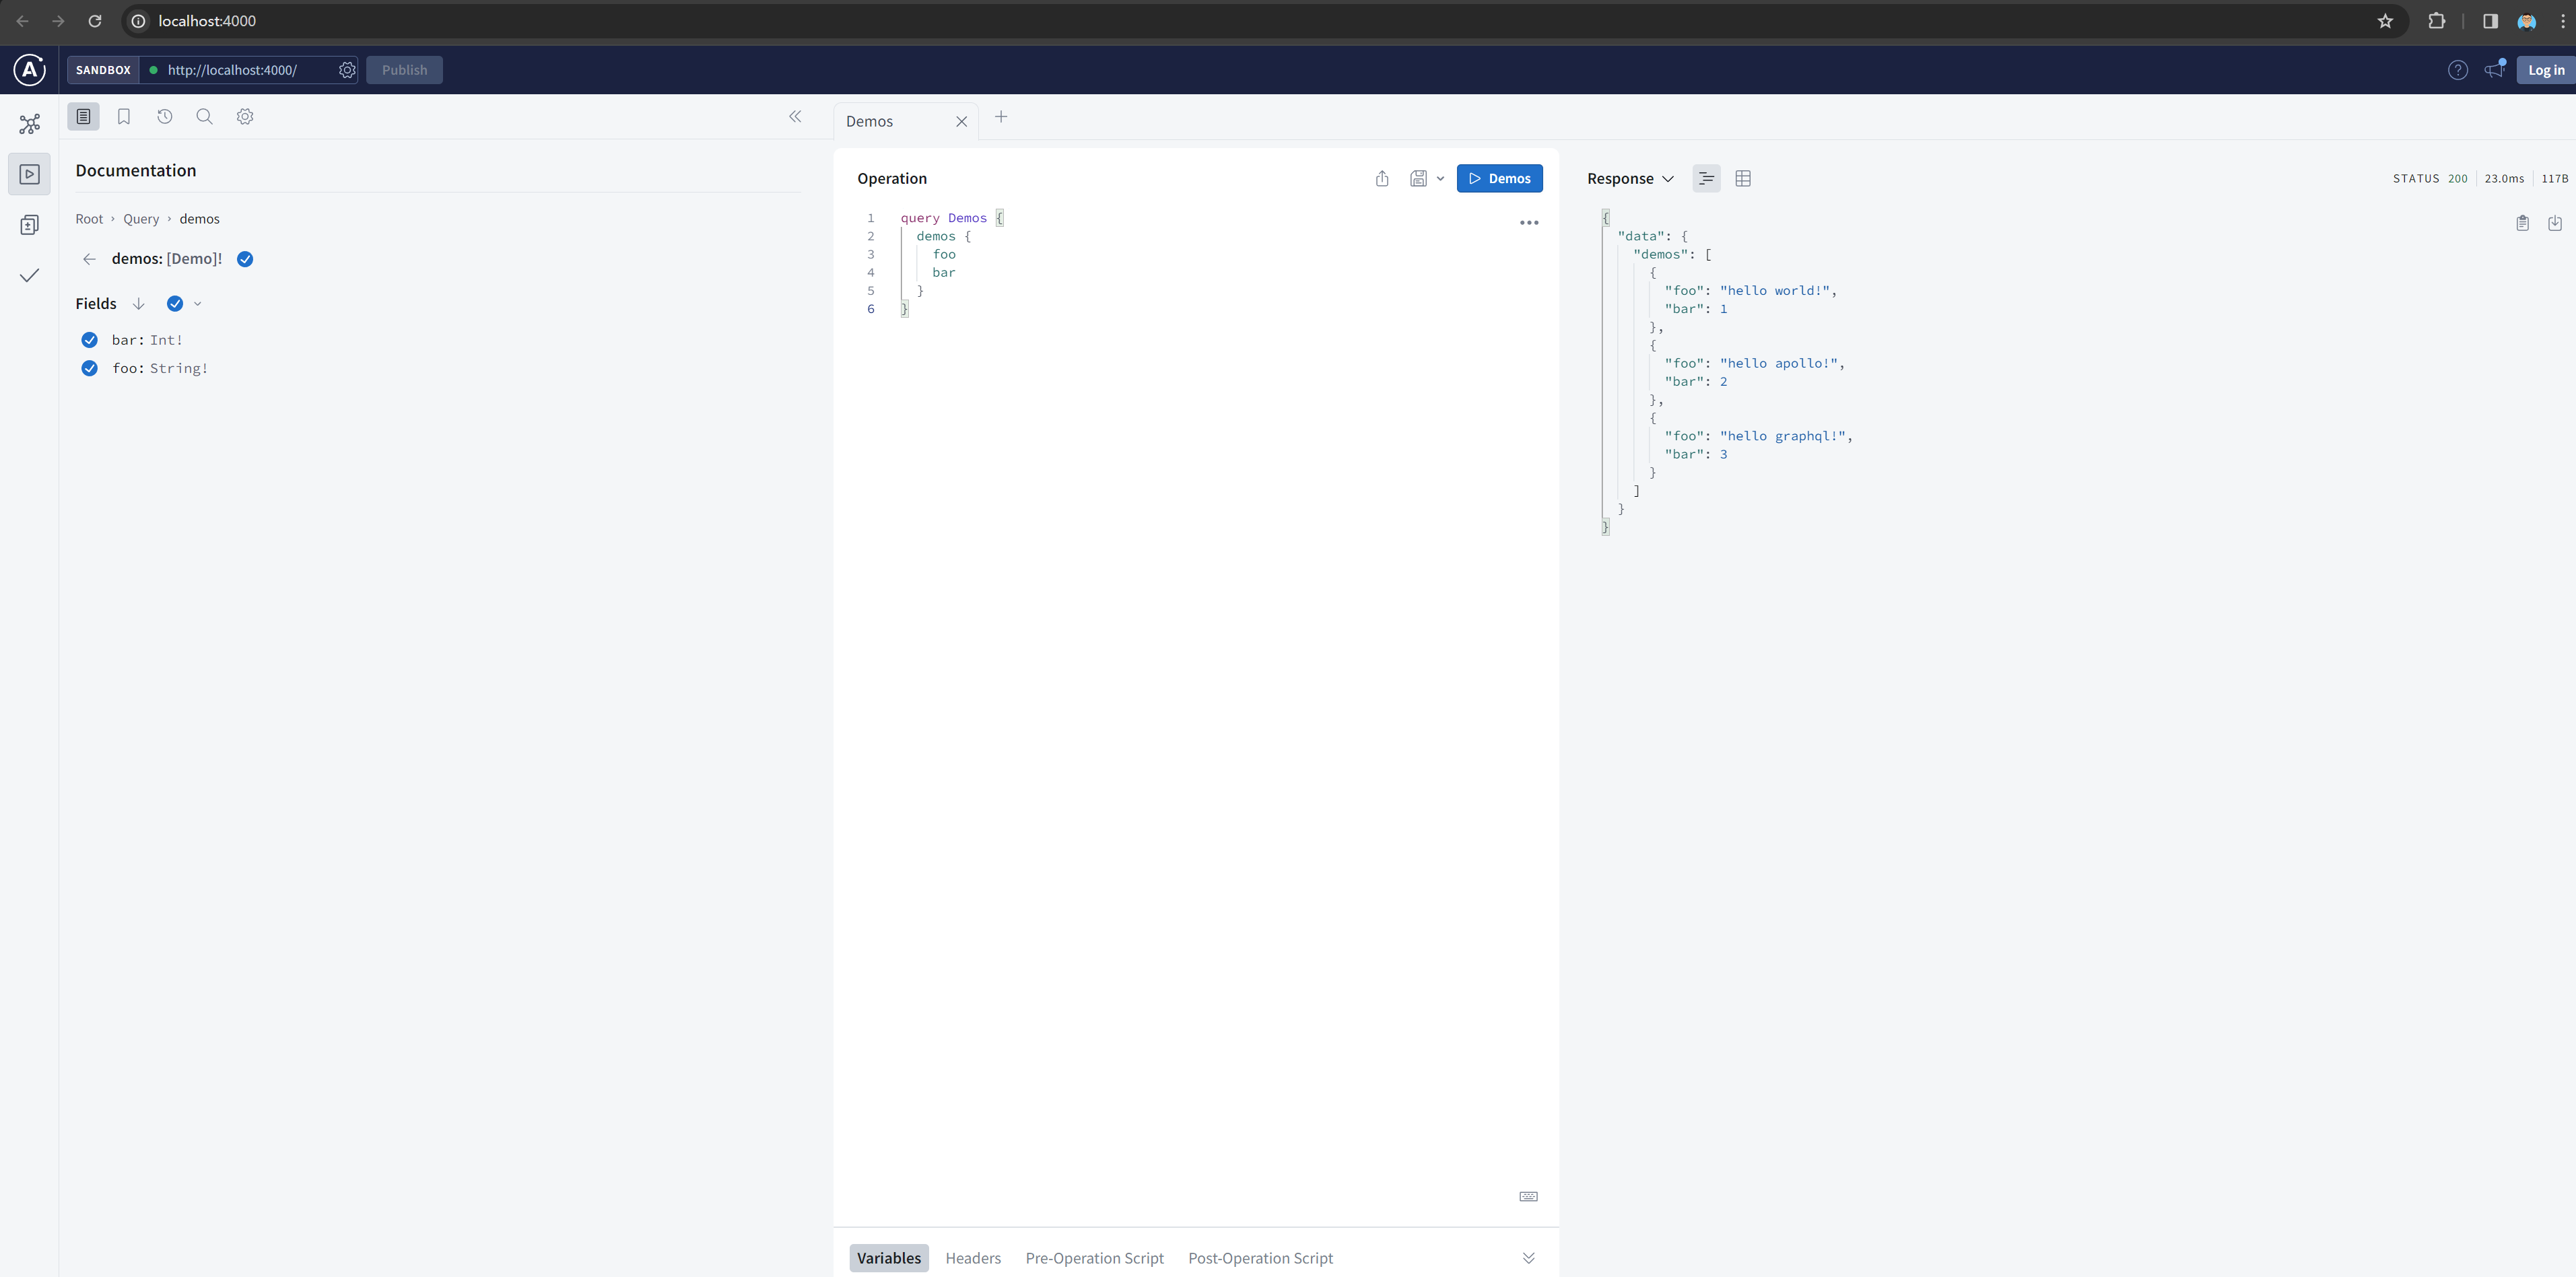 localhost:4000
SANDBOX http://localhost:4000/ Publish Log in
Documentation
Root › Query › demos
demos: [Demo]!
Fields
bar: Int!
foo: String!
Demos
Operation
Demos
1 query Demos {
2 demos {
3 foo
4 bar
5 }
6 }
Variables Headers Pre-Operation Script Post-Operation Script
Response STATUS 200 23.0ms 117B
{
"data": {
"demos": [
{
"foo": "hello world!",
"bar": 1
},
{
"foo": "hello apollo!",
"bar": 2
},
{
"foo": "hello graphql!",
"bar": 3
}
]
}
}